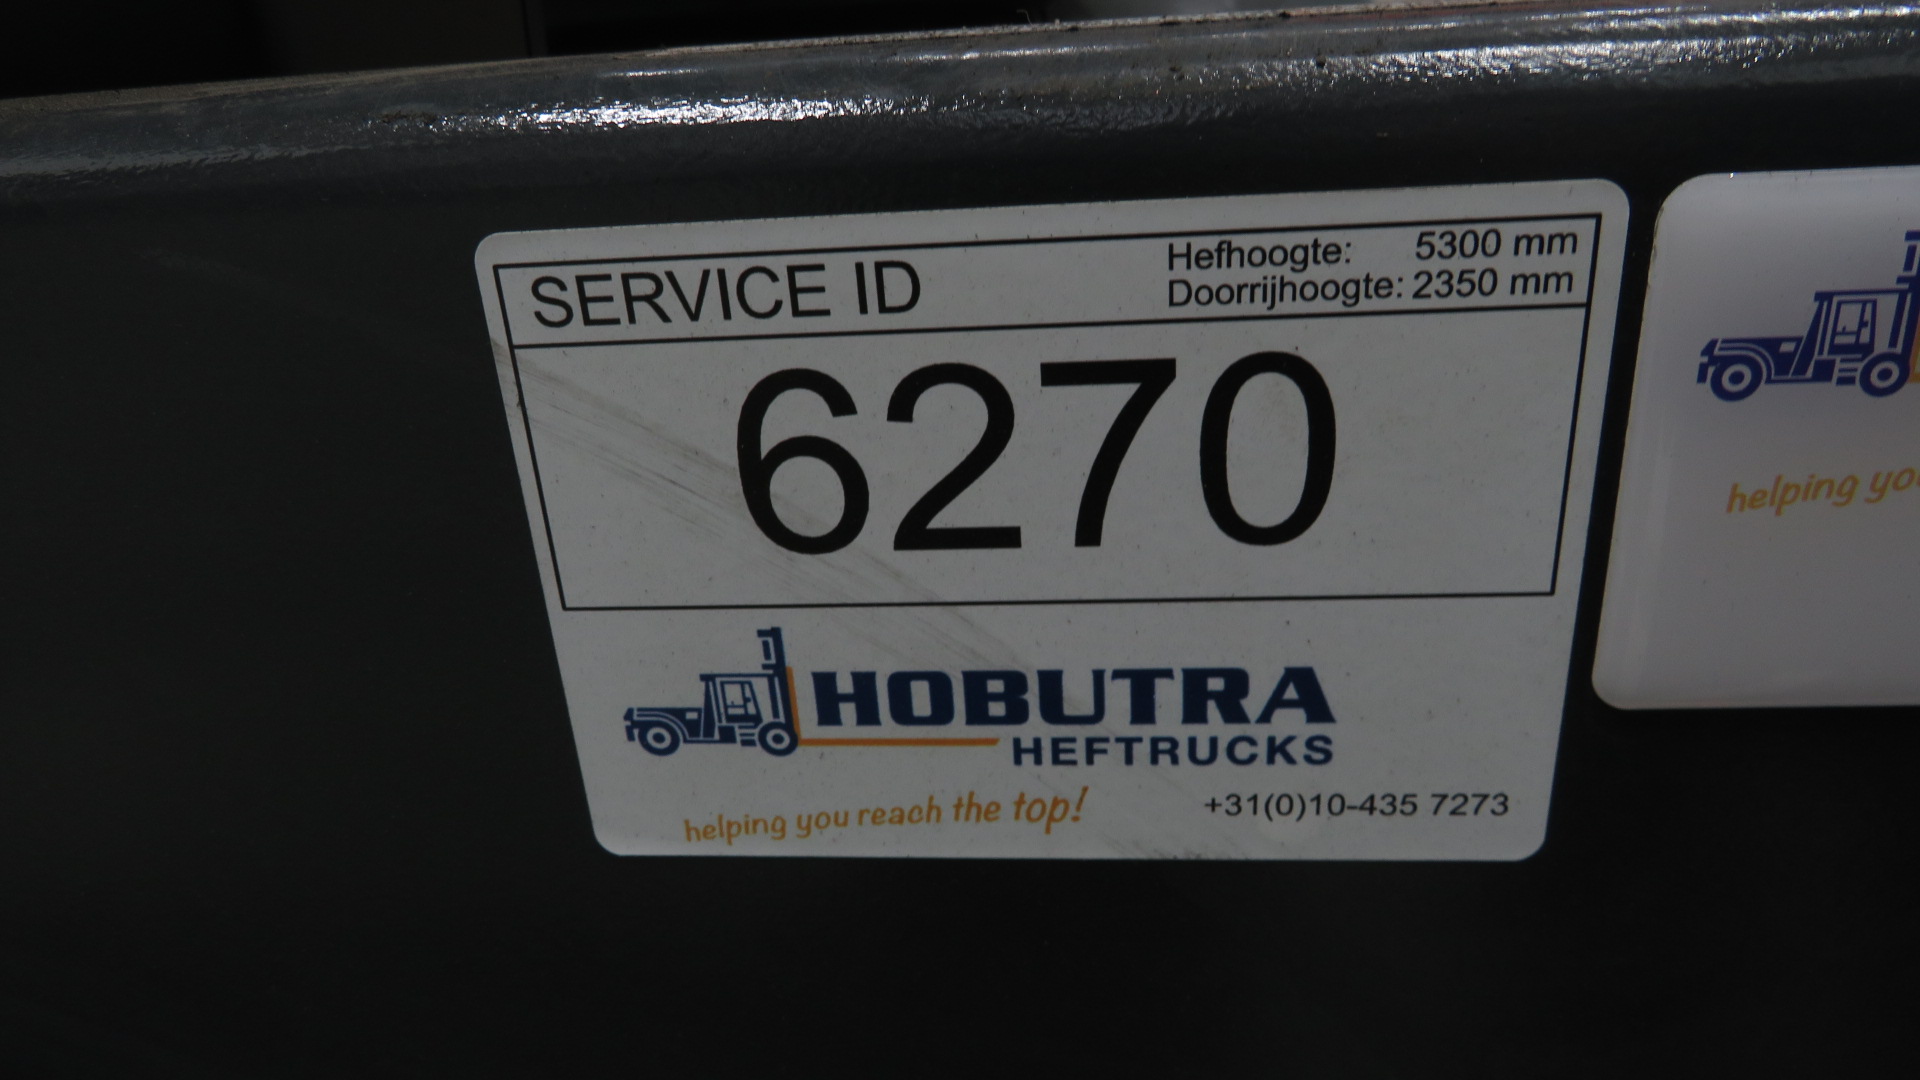 SERVICE ID
Hefhoogte: 5300 mm
Doorrijhoogte: 2350 mm
6270
HOBUTRA
HEFTRUCKS
helping you reach the top!
+31(0)10-435 7273
helping